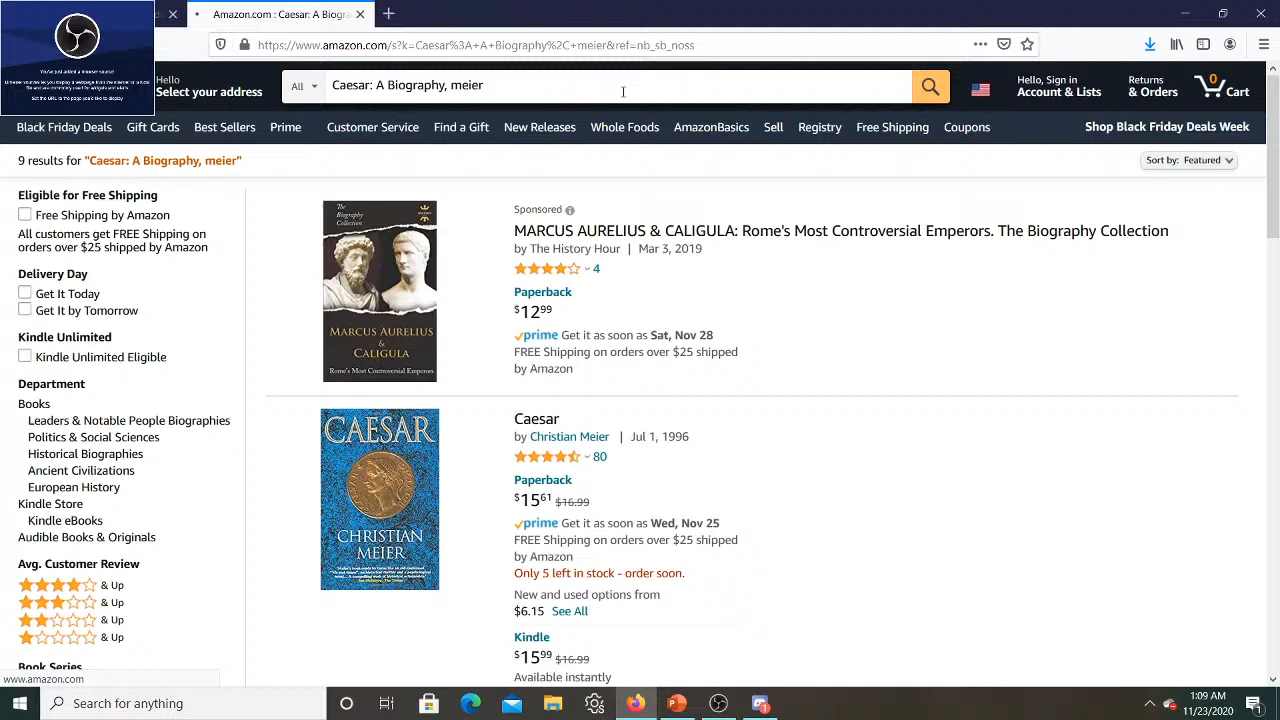 Amazon.com : Caesar: A Biogra
You've just added a browser source!
https://www.amazon.com/s?k=Caesar%3A+A+Biography%2C+meier&ref=nb_sb_noss
Hello
Select your address
All
Caesar: A Biography, meier
Hello, Sign in
Account & Lists
Returns
& Orders
0
Cart
Black Friday Deals
Gift Cards
Best Sellers
Prime
Customer Service
Find a Gift
New Releases
Whole Foods
AmazonBasics
Sell
Registry
Free Shipping
Coupons
Shop Black Friday Deals Week
9 results for "Caesar: A Biography, meier"
Sort by: Featured
Eligible for Free Shipping
Free Shipping by Amazon
All customers get FREE Shipping on
orders over $25 shipped by Amazon
Delivery Day
Get It Today
Get It by Tomorrow
Kindle Unlimited
Kindle Unlimited Eligible
Department
Books
Leaders & Notable People Biographies
Politics & Social Sciences
Historical Biographies
Ancient Civilizations
European History
Kindle Store
Kindle eBooks
Audible Books & Originals
Avg. Customer Review
& Up
& Up
& Up
& Up
Book Series
www.amazon.com
The
Biography
Collection
MARCUS AURELIUS
&
CALIGULA
Rome's Most Controversial Emperors
Sponsored
MARCUS AURELIUS & CALIGULA: Rome's Most Controversial Emperors. The Biography Collection
by The History Hour | Mar 3, 2019
4
Paperback
$12.99
prime Get it as soon as Sat, Nov 28
FREE Shipping on orders over $25 shipped
by Amazon
CAESAR
CHRISTIAN
MEIER
Caesar
by Christian Meier | Jul 1, 1996
80
Paperback
$15.61 $16.99
prime Get it as soon as Wed, Nov 25
FREE Shipping on orders over $25 shipped
by Amazon
Only 5 left in stock - order soon.
New and used options from
$6.15 See All
Kindle
$15.99 $16.99
Available instantly
Search for anything
1:09 AM
11/23/2020